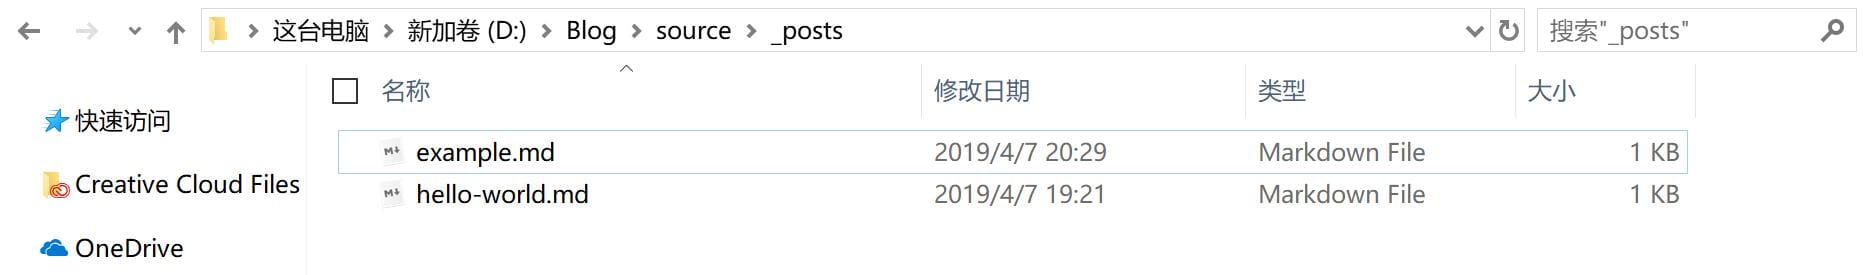 这台电脑 > 新加卷 (D:) > Blog > source > _posts 搜索"_posts"
名称 修改日期 类型 大小
快速访问
example.md 2019/4/7 20:29 Markdown File 1 KB
Creative Cloud Files
hello-world.md 2019/4/7 19:21 Markdown File 1 KB
OneDrive